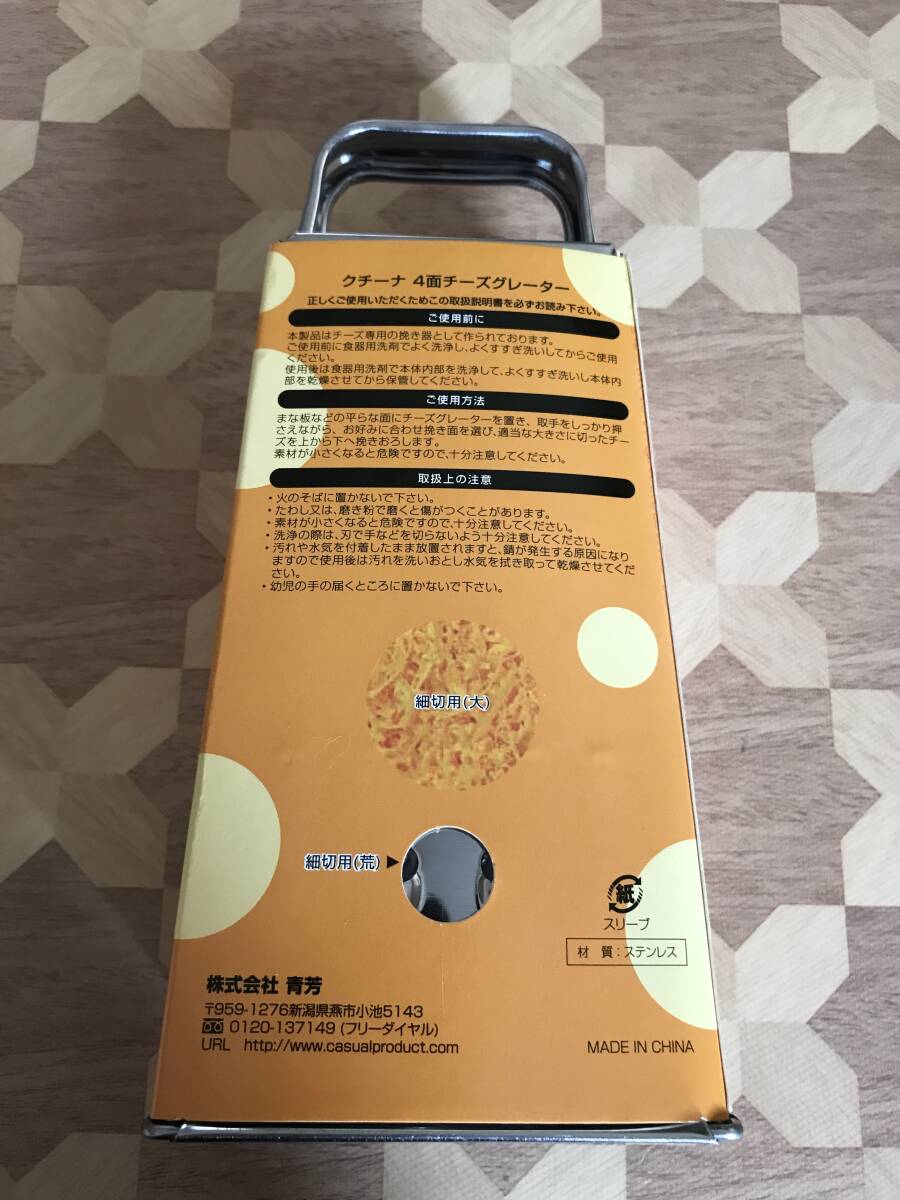 クチーナ 4面チーズグレーター
正しくご使用いただくためこの取扱説明書を必ずお読み下さい。
ご使用前に
本製品はチーズ専用の挽き器として作られております。
ご使用前に食器用洗剤でよく洗浄し、よくすすぎ洗いしてからご使用
ください。
使用後は食器用洗剤で本体内部を洗浄して、よくすすぎ洗いし本体内
部を乾燥させてから保管してください。
ご使用方法
まな板などの平らな面にチーズグレーターを置き、取手をしっかり押
さえながら、お好みに合わせ挽き面を選び、適当な大きさに切ったチー
ズを上から下へ挽きおろします。
素材が小さくなると危険ですので、十分注意してください。
取扱上の注意
・火のそばに置かないで下さい。
・たわし又は、磨き粉で磨くと傷がつくことがあります。
・素材が小さくなると危険ですので、十分注意してください。
・洗浄の際は、刃で手などを切らないよう十分注意してください。
・汚れや水気を付着したまま放置されますと、錆が発生する原因になり
ますので使用後は汚れを洗いおとし水気を拭き取って乾燥させてくだ
さい。
・幼児の手の届くところに置かないで下さい。
細切用(大)
細切用(荒)▶
紙
スリーブ
材 質:ステンレス
株式会社 青芳
〒959-1276新潟県燕市小池5143
0120-137149 (フリーダイヤル)
URL http://www.casualproduct.com
MADE IN CHINA